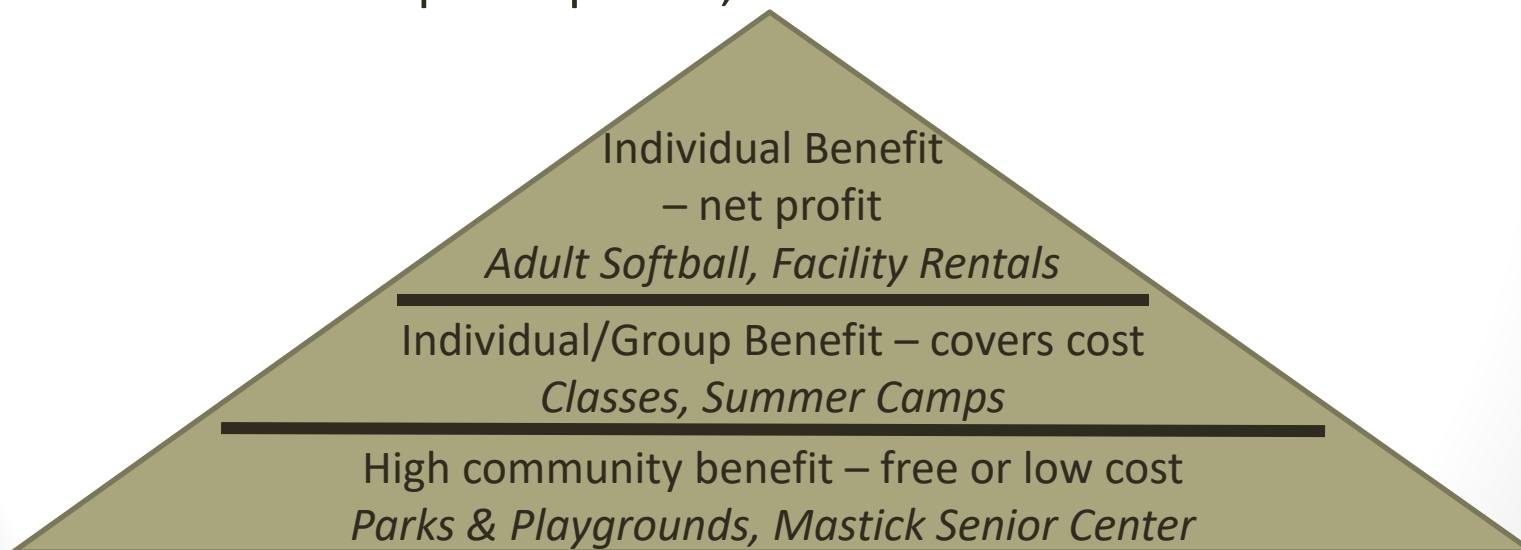 Individual Benefit
– net profit
Adult Softball, Facility Rentals
Individual/Group Benefit – covers cost
Classes, Summer Camps
High community benefit – free or low cost
Parks & Playgrounds, Mastick Senior Center